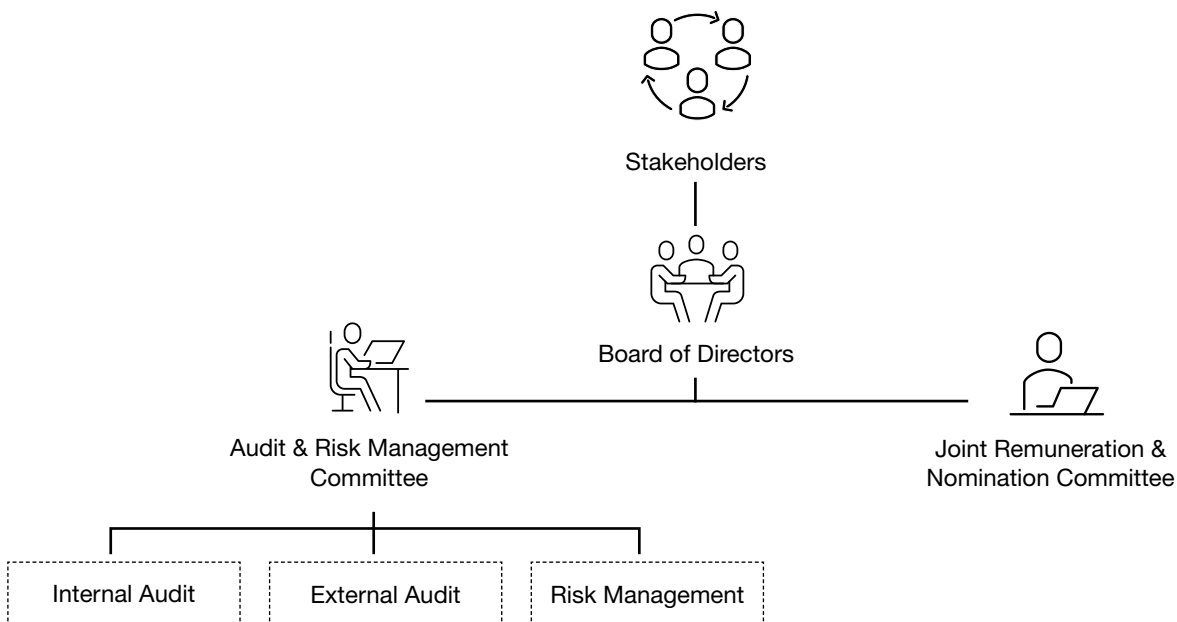 Stakeholders
Board of Directors
Audit & Risk Management
Committee
Joint Remuneration &
Nomination Committee
Internal Audit
External Audit
Risk Management